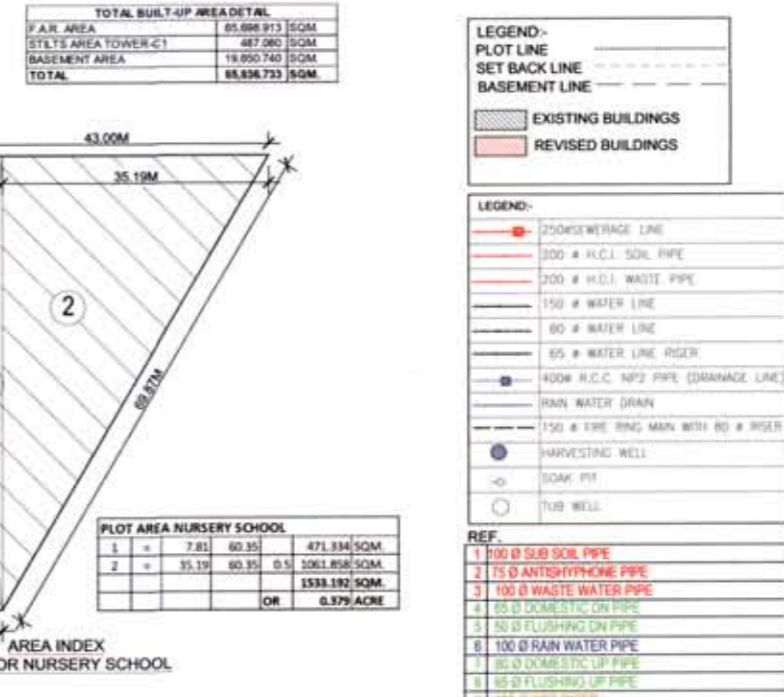 TOTAL BUILT-UP AREA DETAIL
F.A.R. AREA 65,698.913 SQM.
STILTS AREA TOWER-C1 487.080 SQM.
BASEMENT AREA 19,650.740 SQM.
TOTAL 85,836.733 SQM.
43.00M
35.19M
2
69.87M
PLOT AREA NURSERY SCHOOL
1 = 7.81 60.35 471.334 SQM.
2 = 35.19 60.35 0.5 1061.858 SQM.
1533.192 SQM.
OR 0.379 ACRE
AREA INDEX
OR NURSERY SCHOOL
LEGEND:-
PLOT LINE
SET BACK LINE
BASEMENT LINE
EXISTING BUILDINGS
REVISED BUILDINGS
LEGEND:-
250ø SEWERAGE LINE
200 ø H.C.I. SOIL PIPE
200 ø H.C.I. WASTE PIPE
150 ø WATER LINE
80 ø WATER LINE
65 ø WATER LINE RISER
400ø R.C.C. NP2 PIPE (DRAINAGE LINE)
RAIN WATER DRAIN
150 ø FIRE RING MAIN WITH 80 ø RISER
HARVESTING WELL
SOAK PIT
TUB WELL
REF.
1 100 Ø SUB SOIL PIPE
2 75 Ø ANTISHYPHONE PIPE
3 100 Ø WASTE WATER PIPE
4 65 Ø DOMESTIC DN PIPE
5 50 Ø FLUSHING DN PIPE
6 100 Ø RAIN WATER PIPE
7 80 Ø DOMESTIC UP PIPE
8 65 Ø FLUSHING UP PIPE